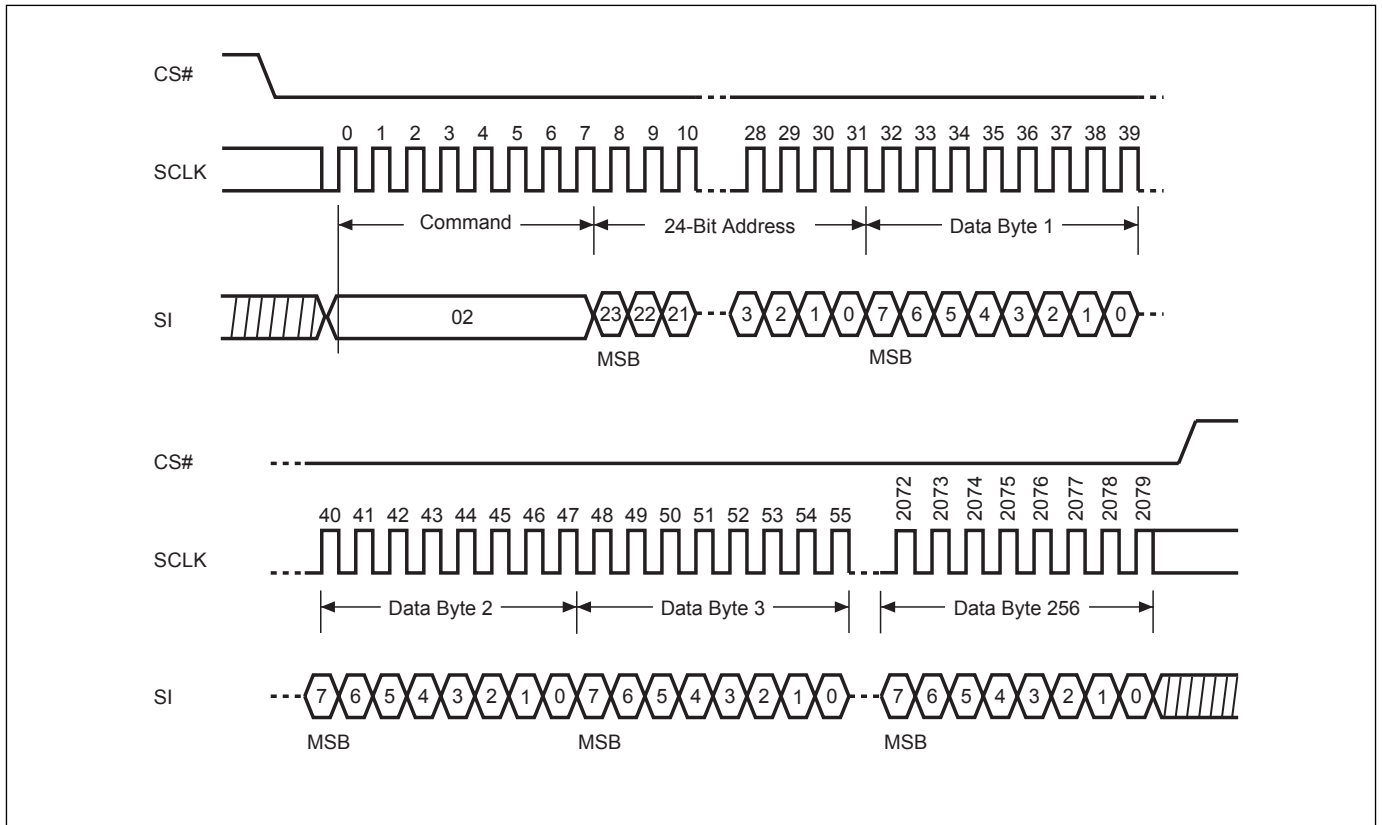 CS#
0 1 2 3 4 5 6 7 8 9 10 28 29 30 31 32 33 34 35 36 37 38 39
SCLK
Command 24-Bit Address Data Byte 1
SI 02 23 22 21 3 2 1 0 7 6 5 4 3 2 1 0
MSB MSB
CS#
40 41 42 43 44 45 46 47 48 49 50 51 52 53 54 55 2072 2073 2074 2075 2076 2077 2078 2079
SCLK
Data Byte 2 Data Byte 3 Data Byte 256
SI 7 6 5 4 3 2 1 0 7 6 5 4 3 2 1 0 7 6 5 4 3 2 1 0
MSB MSB MSB